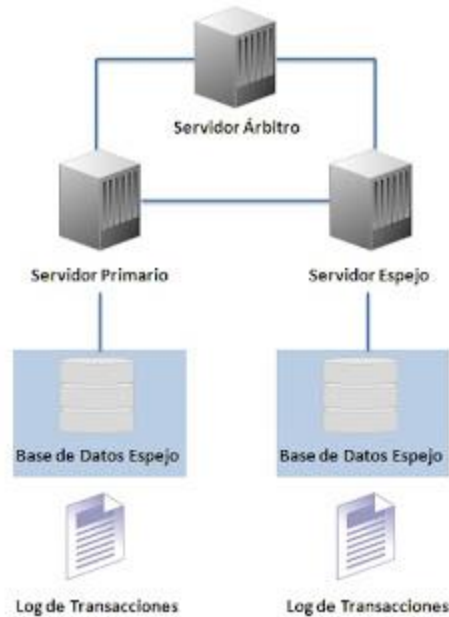 Servidor Árbitro
Servidor Primario
Servidor Espejo
Base de Datos Espejo
Base de Datos Espejo
Log de Transacciones
Log de Transacciones